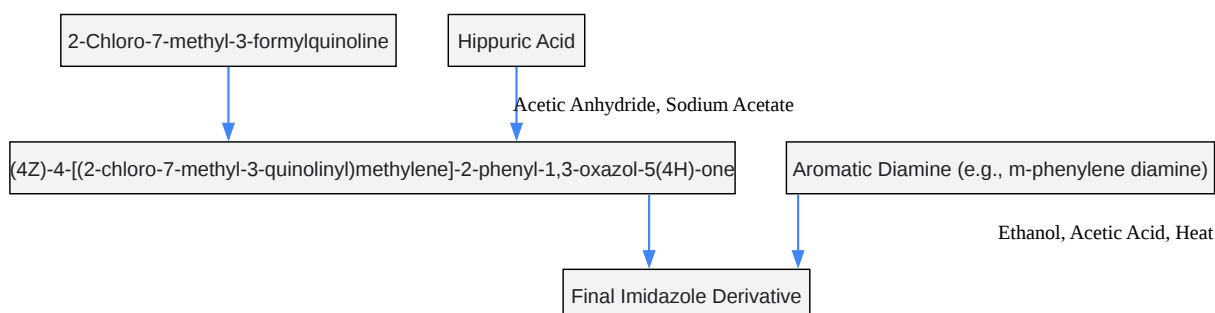 2-Chloro-7-methyl-3-formylquinoline
Hippuric Acid
Acetic Anhydride, Sodium Acetate
(4Z)-4-[(2-chloro-7-methyl-3-quinolinyl)methylene]-2-phenyl-1,3-oxazol-5(4H)-one
Aromatic Diamine (e.g., m-phenylene diamine)
Ethanol, Acetic Acid, Heat
Final Imidazole Derivative